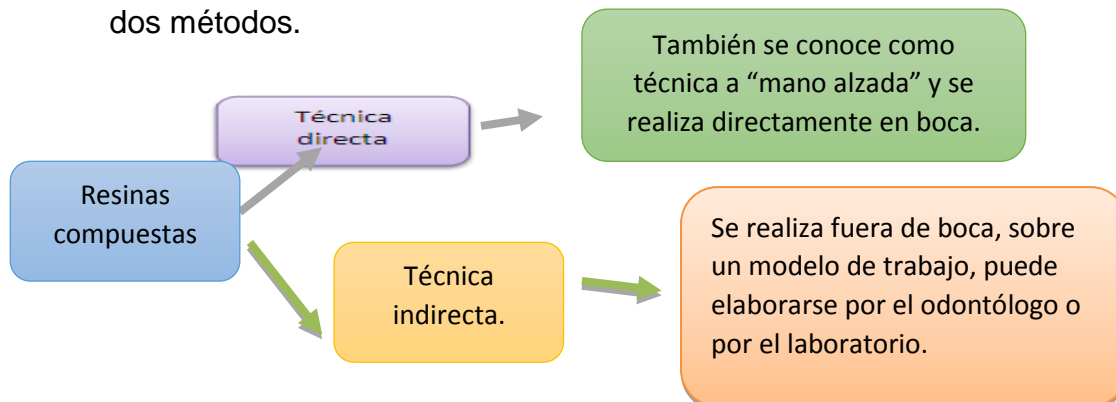 dos métodos.
También se conoce como
técnica a “mano alzada” y se
realiza directamente en boca.
Técnica
directa
Resinas
compuestas
Técnica
indirecta.
Se realiza fuera de boca, sobre
un modelo de trabajo, puede
elaborarse por el odontólogo o
por el laboratorio.